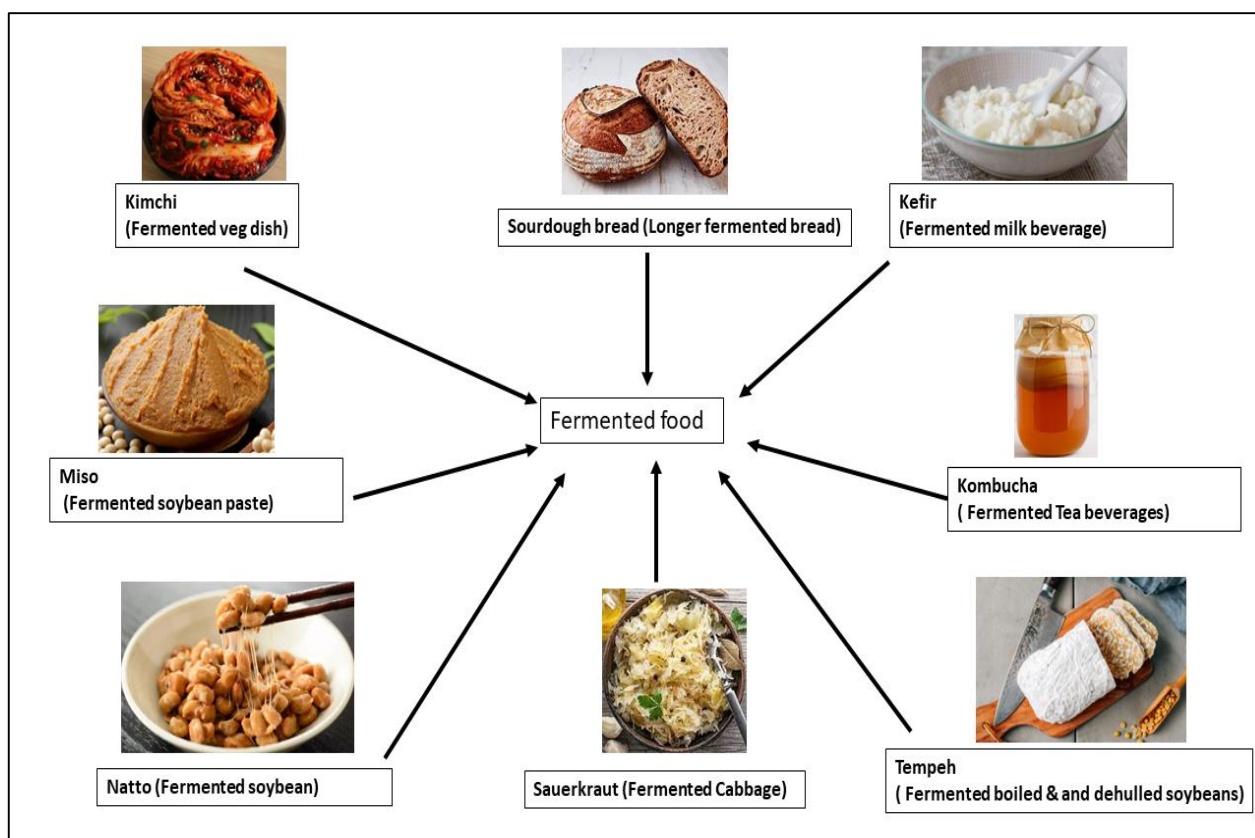 Kimchi
(Fermented veg dish)
Sourdough bread (Longer fermented bread)
Kefir
(Fermented milk beverage)
Miso
(Fermented soybean paste)
Fermented food
Kombucha
( Fermented Tea beverages)
Natto (Fermented soybean)
Sauerkraut (Fermented Cabbage)
Tempeh
( Fermented boiled & and dehulled soybeans)